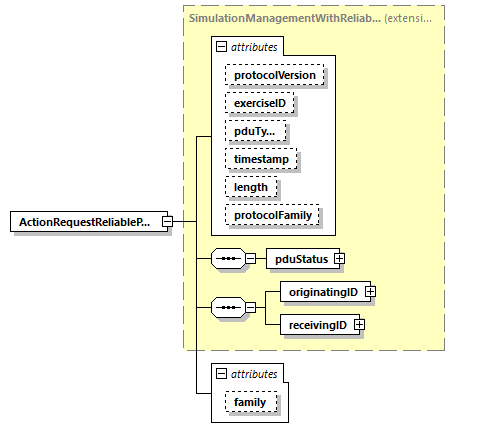 SimulationManagementWithReliab... (extensi...
attributes
protocolVersion
exerciseID
pduTy...
timestamp
length
protocolFamily
ActionRequestReliableP...
pduStatus
originatingID
receivingID
attributes
family